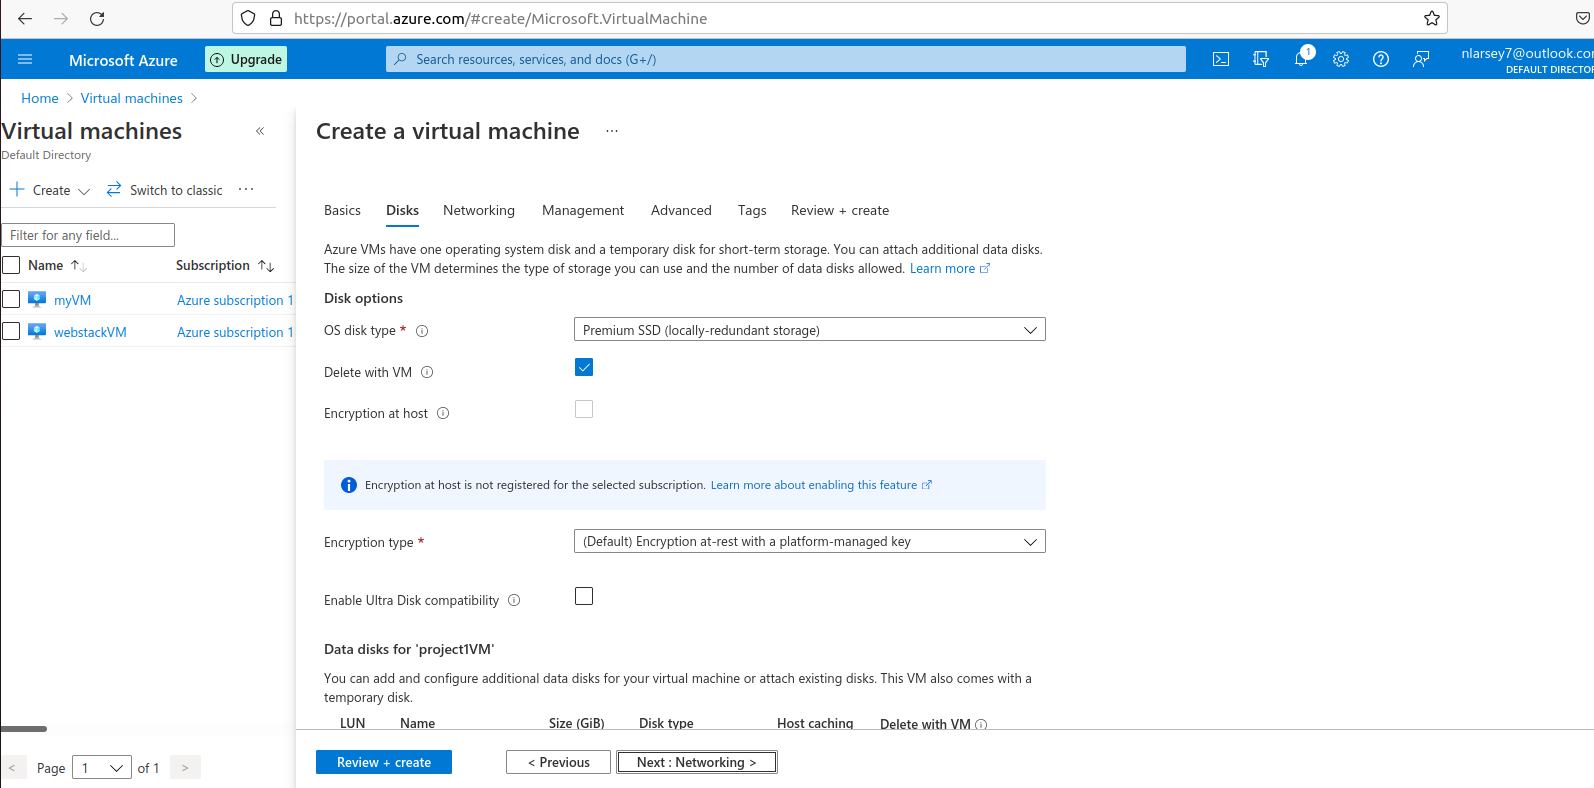 https://portal.azure.com/#create/Microsoft.VirtualMachine
Microsoft Azure
Upgrade
Search resources, services, and docs (G+/)
1
nlarsey7@outlook.co
DEFAULT DIRECTO
Home > Virtual machines >
Virtual machines «
Default Directory
+ Create Switch to classic ...
Filter for any field...
Name ↑↓ Subscription ↑↓
myVM Azure subscription 1
webstackVM Azure subscription 1
< Page 1 of 1 >
Create a virtual machine ...
Basics Disks Networking Management Advanced Tags Review + create
Azure VMs have one operating system disk and a temporary disk for short-term storage. You can attach additional data disks.
The size of the VM determines the type of storage you can use and the number of data disks allowed. Learn more
Disk options
OS disk type * Premium SSD (locally-redundant storage)
Delete with VM
Encryption at host
Encryption at host is not registered for the selected subscription. Learn more about enabling this feature
Encryption type * (Default) Encryption at-rest with a platform-managed key
Enable Ultra Disk compatibility
Data disks for 'project1VM'
You can add and configure additional data disks for your virtual machine or attach existing disks. This VM also comes with a
temporary disk.
LUN Name Size (GiB) Disk type Host caching Delete with VM
Review + create < Previous Next : Networking >